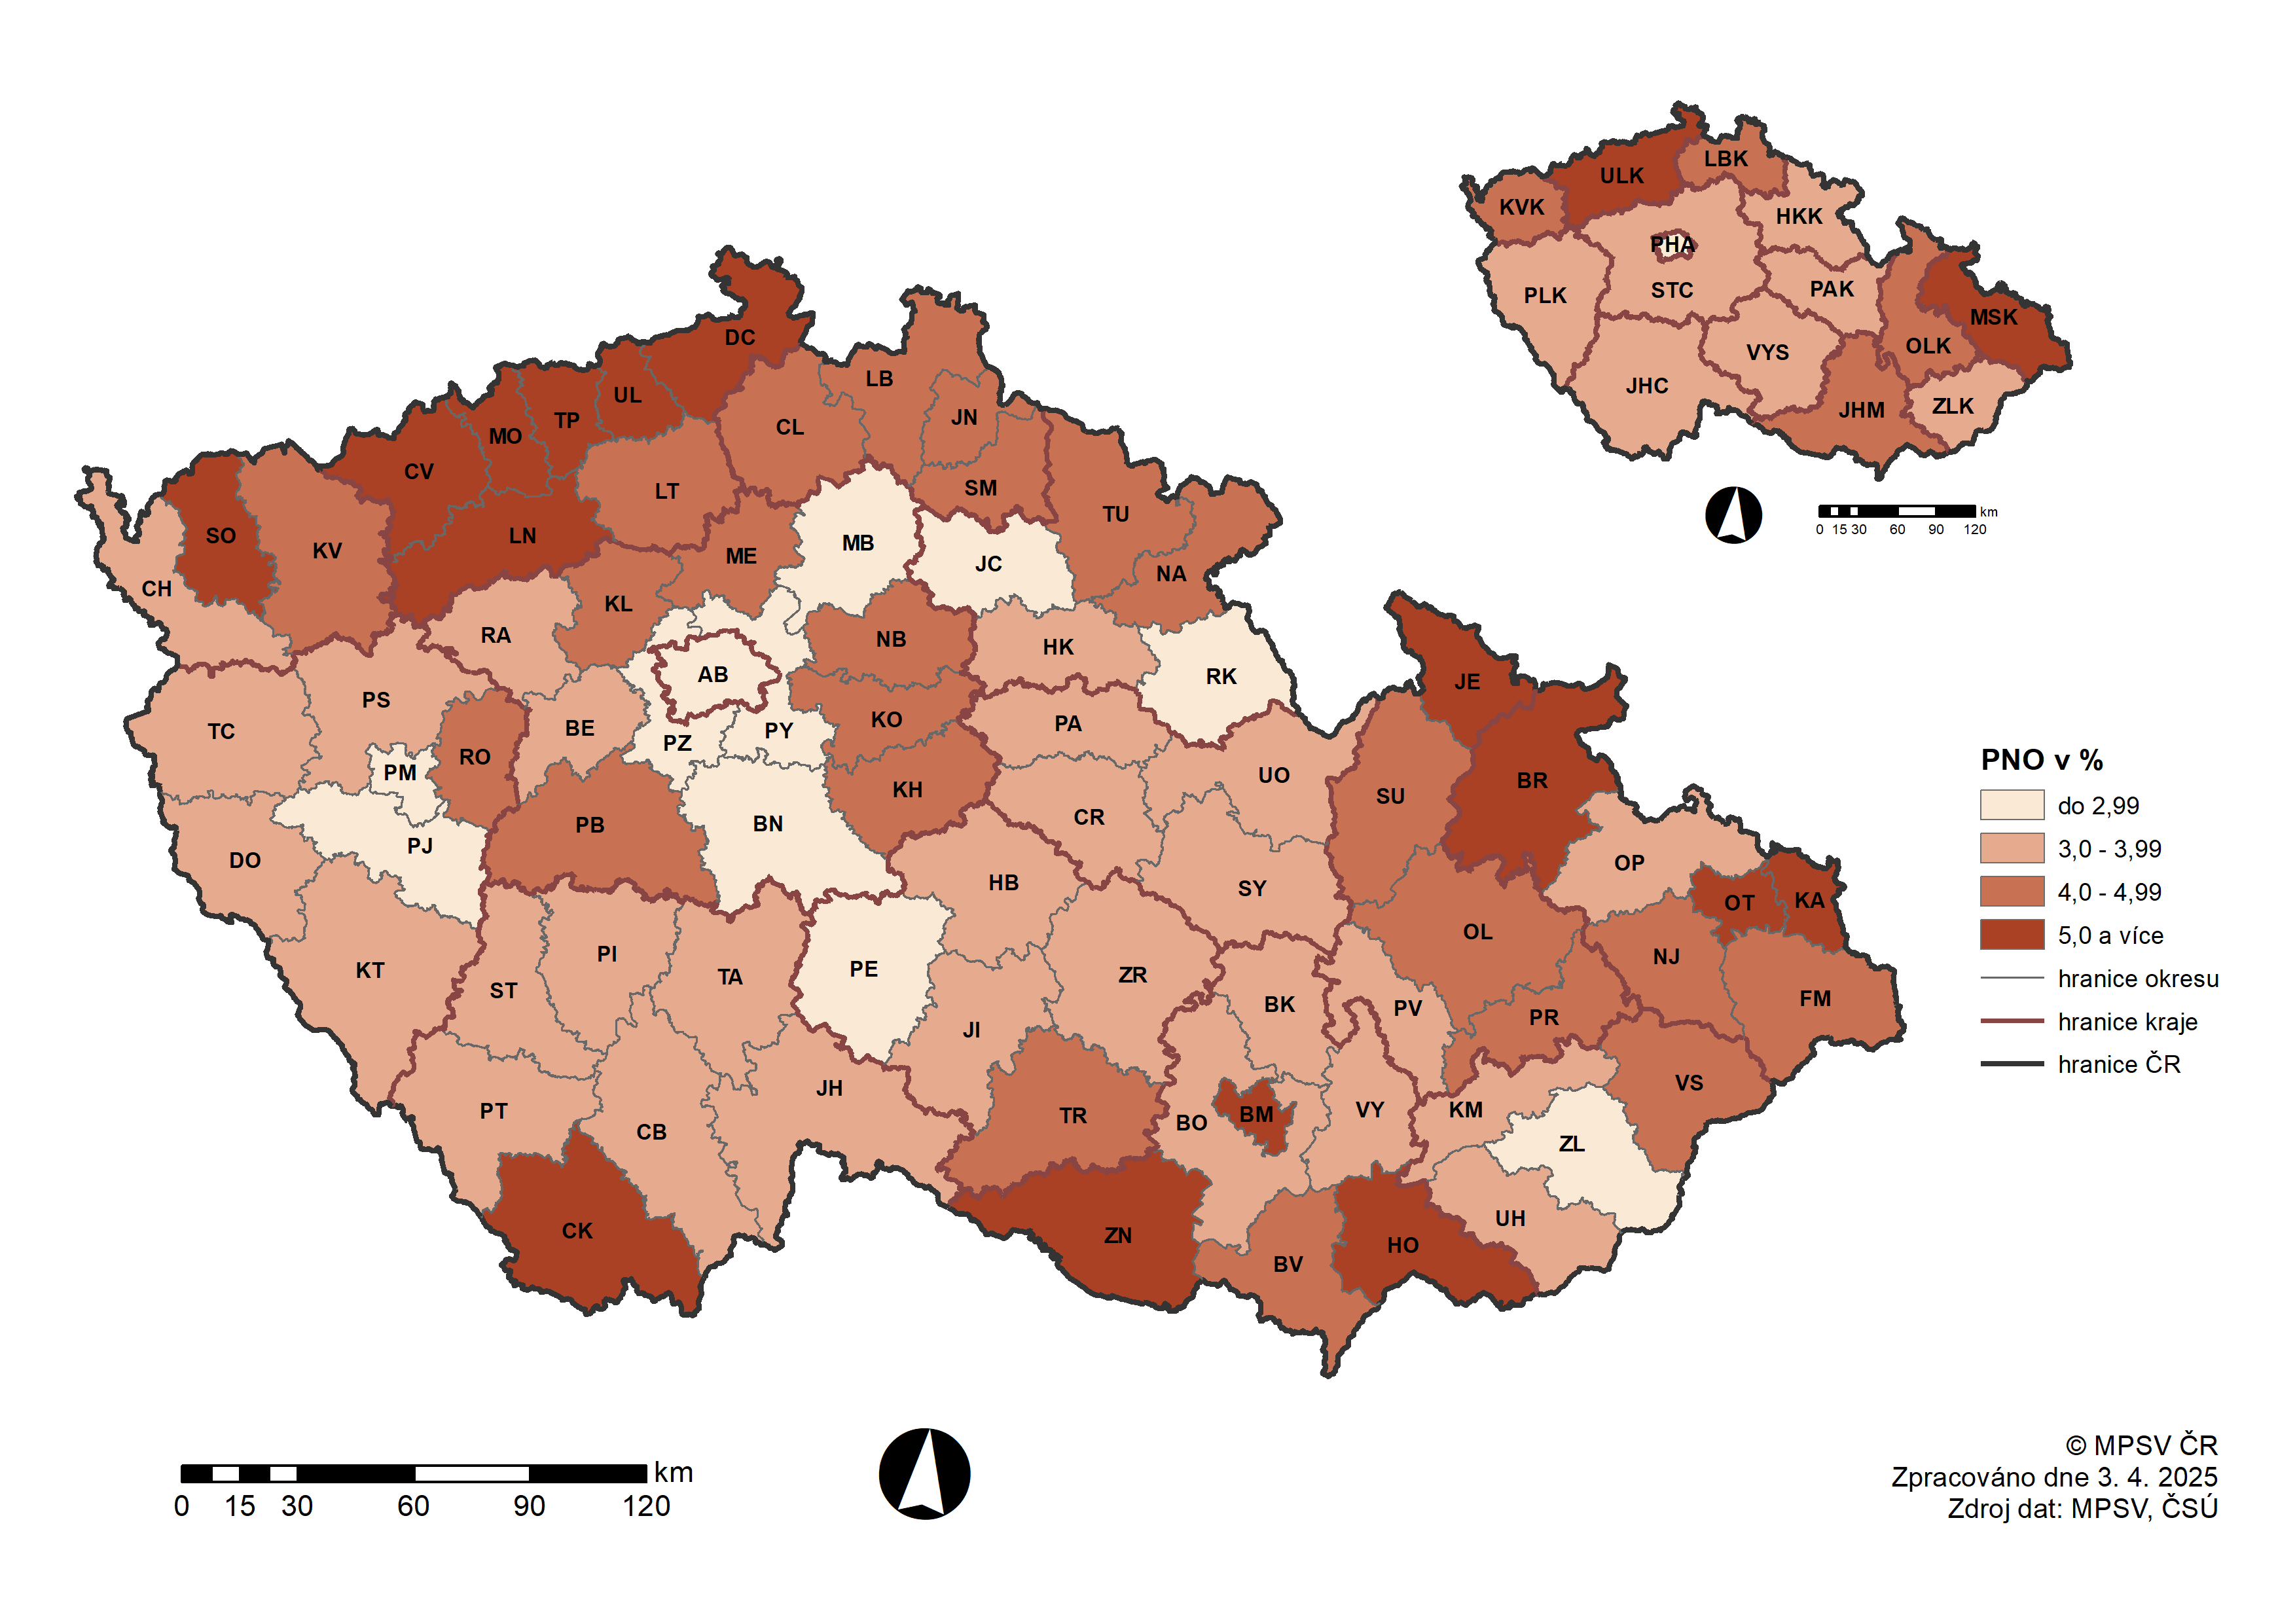 ULK
LBK
KVK
HKK
PHA
PLK
STC
PAK
MSK
OLK
VYS
JHC
JHM
ZLK
km
0 15 30 60 90 120
DC
LB
UL
JN
TP
CL
MO
CV
LT
SM
TU
SO
LN
MB
KV
ME
JC
NA
CH
KL
RA
NB
HK
AB
RK
JE
PS
KO
PA
TC
BE
PY
PZ
RO
PM
UO
BR
KH
SU
CR
PB
BN
PJ
DO
OP
HB
SY
KA
OT
OL
PI
NJ
KT
PE
TA
ZR
ST
FM
BK
PV
PR
JI
VS
JH
PT
KM
VY
BM
TR
BO
CB
ZL
UH
CK
ZN
HO
BV
PNO v %
do 2,99
3,0 - 3,99
4,0 - 4,99
5,0 a více
hranice okresu
hranice kraje
hranice ČR
km
0 15 30 60 90 120
© MPSV ČR
Zpracováno dne 3. 4. 2025
Zdroj dat: MPSV, ČSÚ